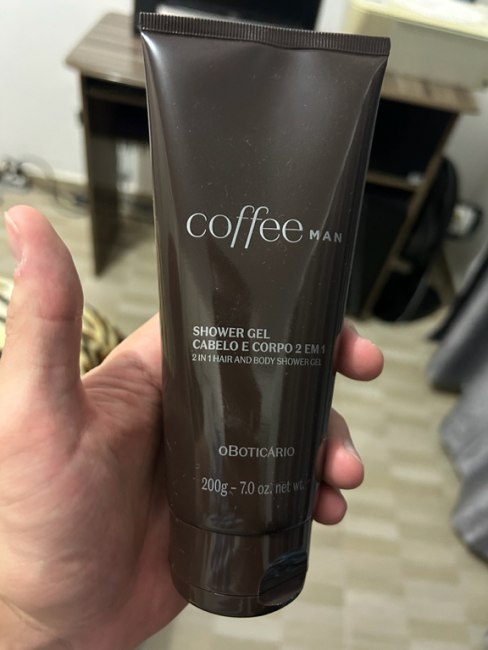 coffee MAN
SHOWER GEL
CABELO E CORPO 2 EM 1
2 IN 1 HAIR AND BODY SHOWER GEL
oBOTICÁRIO
200g - 7.0 oz. net wt.